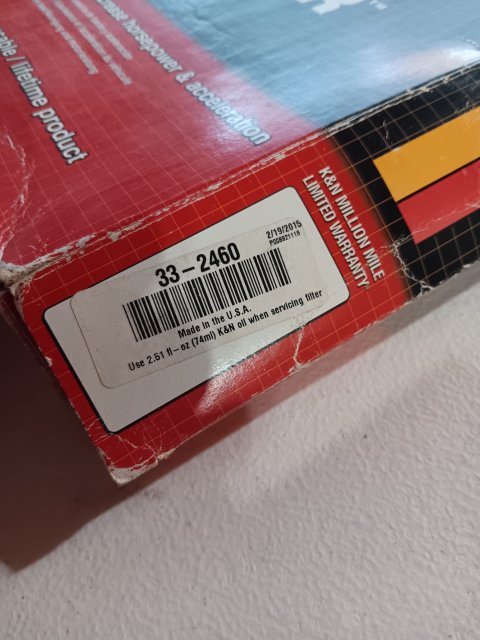 ™
increase horsepower & acceleration
/ lifetime product
K&N MILLION MILE
LIMITED WARRANTY
2/19/2015
33-2460
Made in the U.S.A.
Use 2.51 fl-oz (74ml) K&N oil when servicing filter